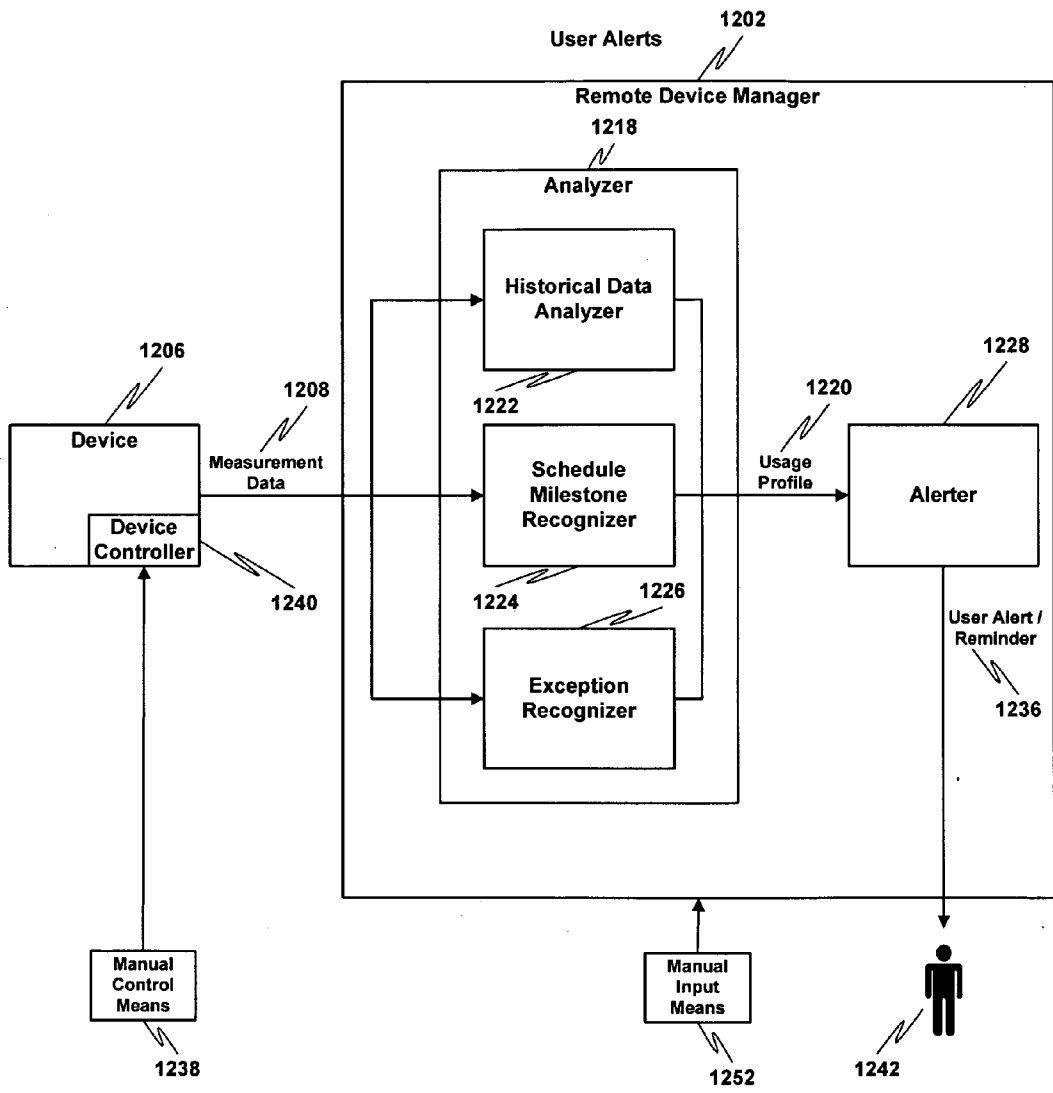 1202
User Alerts
Remote Device Manager
1218
Analyzer
Historical Data
Analyzer
1206
1208
1222
1220
1228
Device
Measurement
Data
Schedule
Milestone
Recognizer
Usage
Profile
Alerter
Device
Controller
1240
1224
1226
User Alert /
Reminder
Exception
Recognizer
1236
Manual
Control
Means
Manual
Input
Means
1238
1252
1242